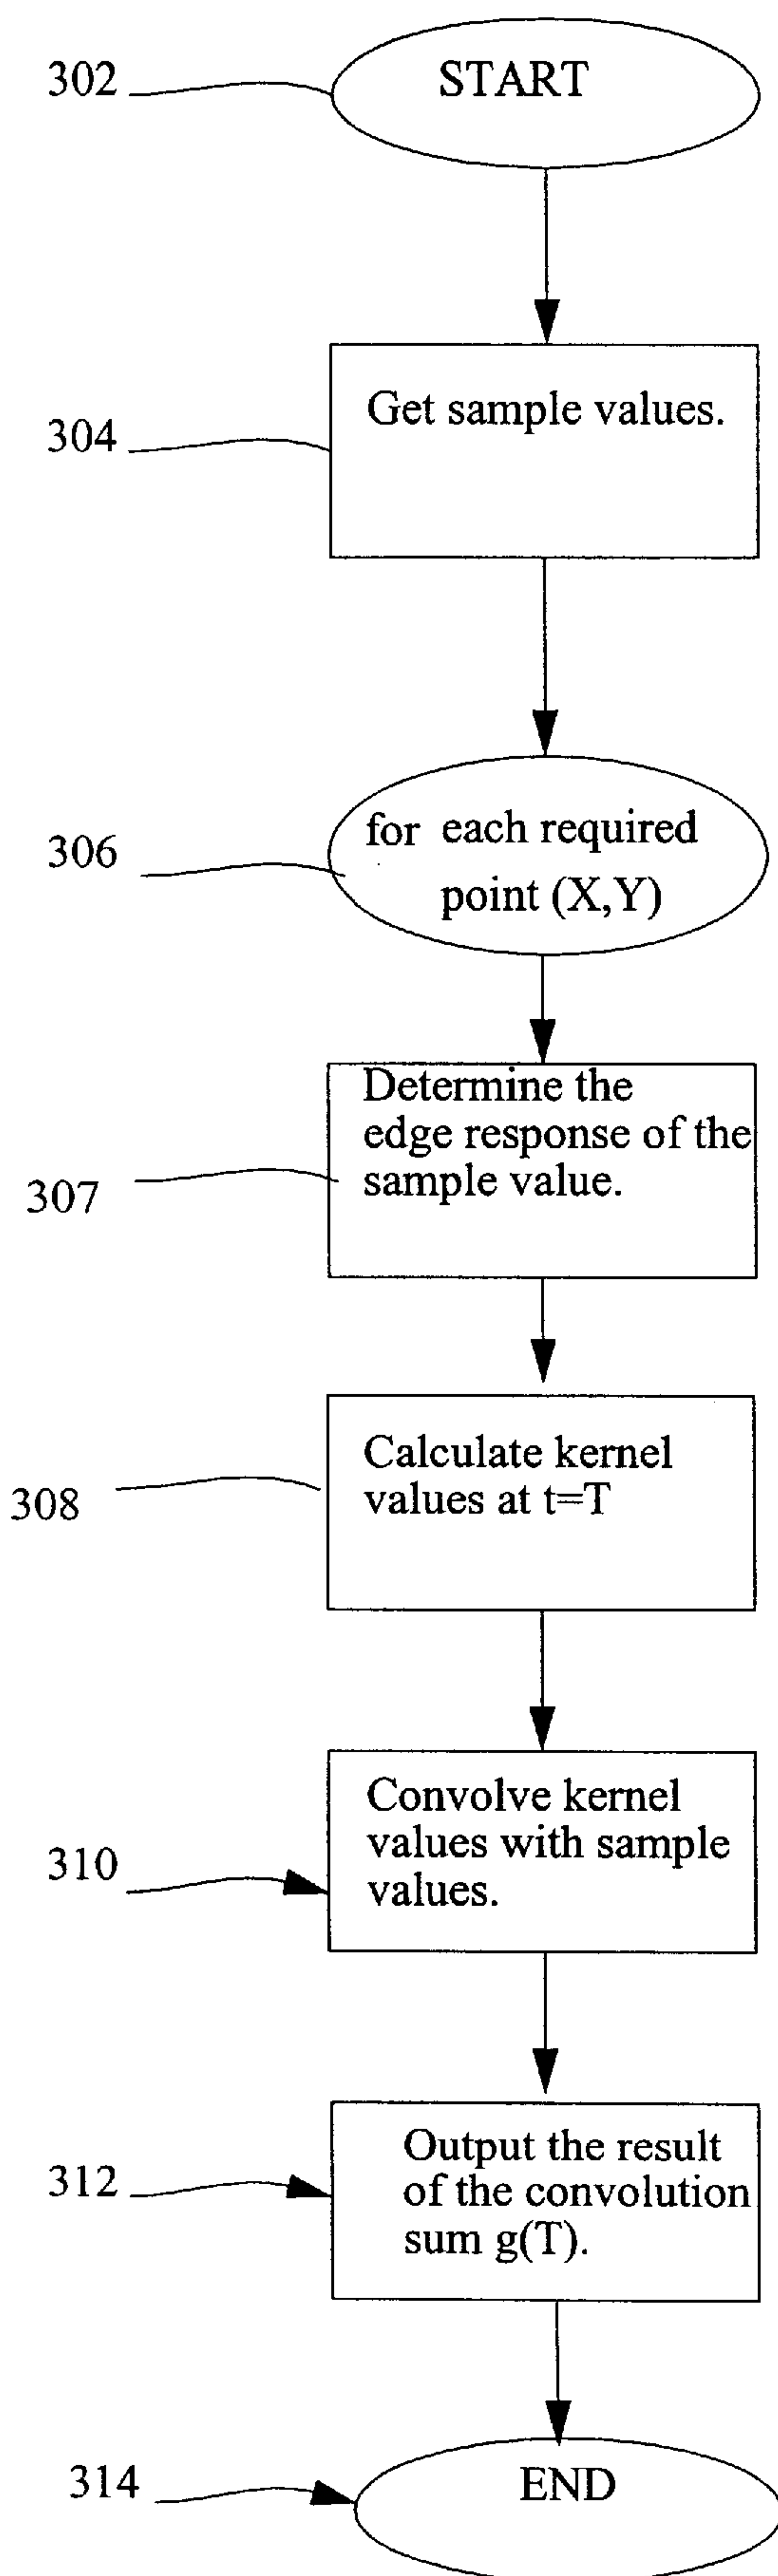 302
START
304
Get sample values.
306
for each required
point (X,Y)
307
Determine the
edge response of the
sample value.
308
Calculate kernel
values at t=T
310
Convolve kernel
values with sample
values.
312
Output the result
of the convolution
sum g(T).
314
END